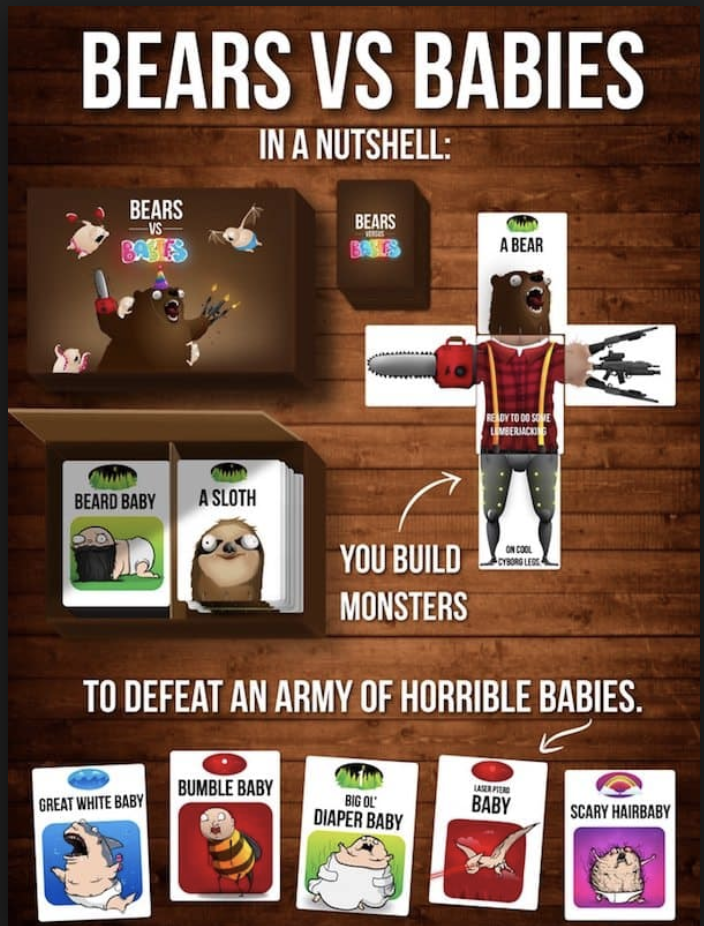 BEARS VS BABIES
IN A NUTSHELL:
BEARS
VS
BABIES
BEARS
VERSUS
BABIES
A BEAR
READY TO DO SOME
LUMBERJACKING
ON COOL
CYBORG LEGS.
BEARD BABY
A SLOTH
YOU BUILD
MONSTERS
TO DEFEAT AN ARMY OF HORRIBLE BABIES.
GREAT WHITE BABY
BUMBLE BABY
BIG OL'
DIAPER BABY
LASER PTERO
BABY
SCARY HAIRBABY